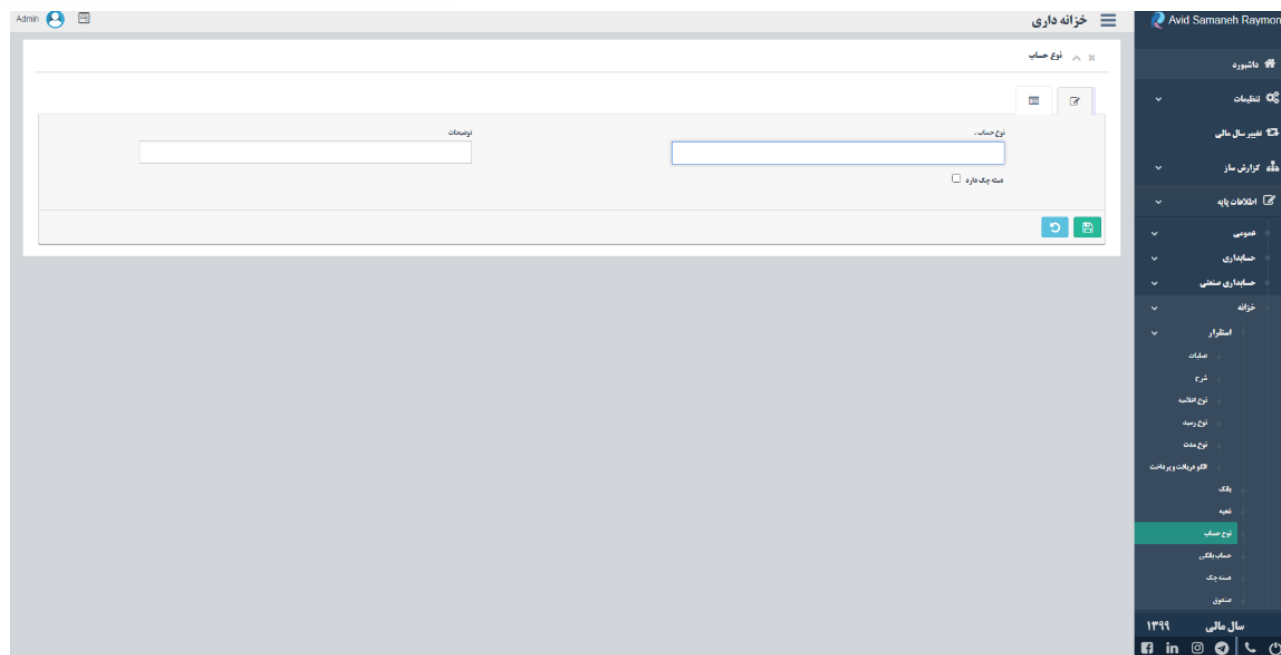 Avid Samaneh Raymon
خزانه داری
Admin
نوع حساب
نوع حساب
توضیحات
دسته چک دارد
داشبورد
تنظیمات
تغییر سال مالی
گزارش ساز
اطلاعات پایه
عمومی
حسابداری
حسابداری صنعتی
خزانه
استقرار
عملیات
شرح
نوع اعلامیه
نوع رسید
نوع مدت
الگو دریافت و پرداخت
بانک
شعبه
نوع حساب
حساب بانکی
دسته چک
صندوق
سال مالی ۱۳۹۹